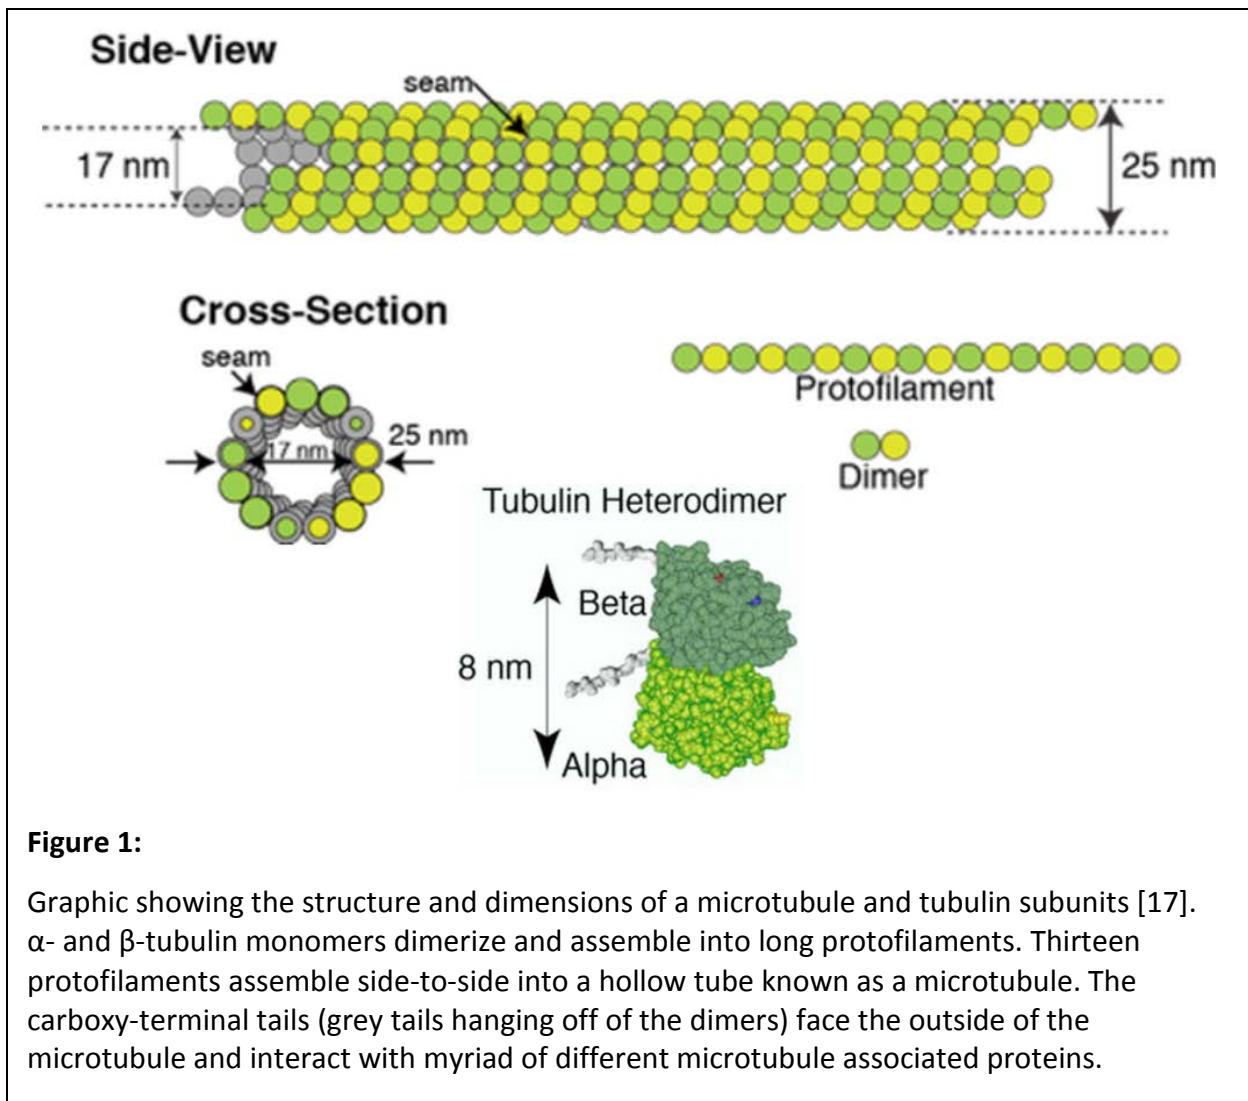 Side-View
seam
17 nm
25 nm
Cross-Section
seam
17 nm
25 nm
Protofilament
Dimer
Tubulin Heterodimer
Beta
8 nm
Alpha
Figure 1:
Graphic showing the structure and dimensions of a microtubule and tubulin subunits [17].
α- and β-tubulin monomers dimerize and assemble into long protofilaments. Thirteen
protofilaments assemble side-to-side into a hollow tube known as a microtubule. The
carboxy-terminal tails (grey tails hanging off of the dimers) face the outside of the
microtubule and interact with myriad of different microtubule associated proteins.